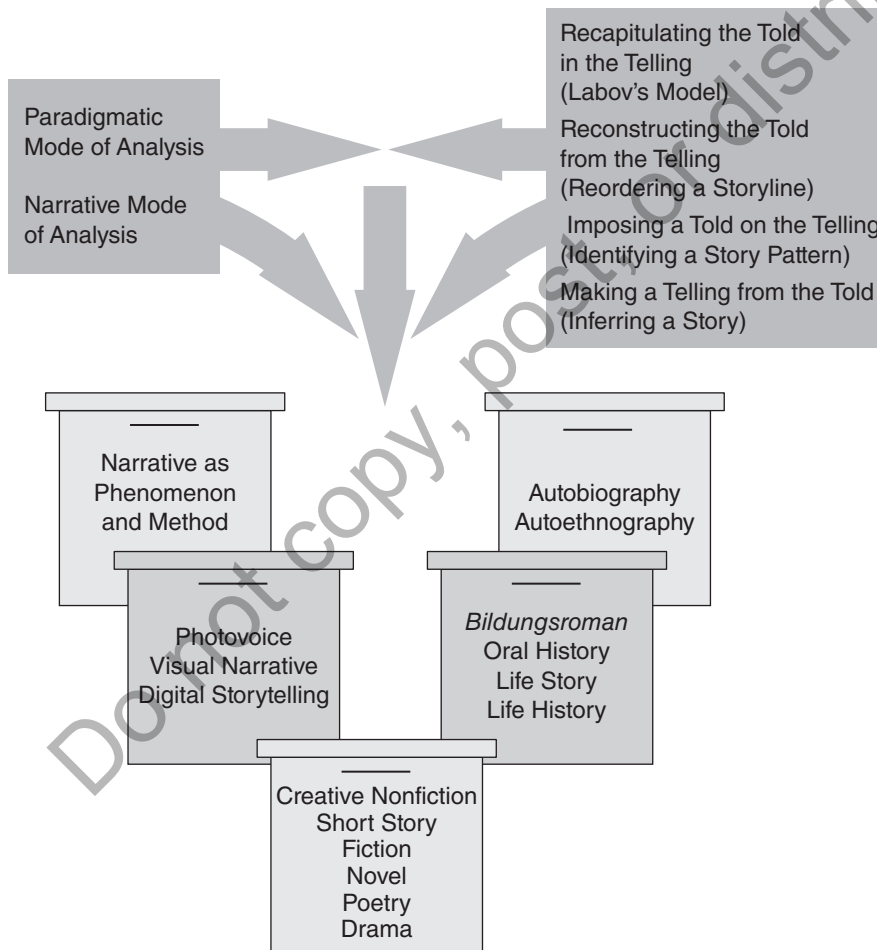 Paradigmatic
Mode of Analysis
Narrative Mode
of Analysis
Recapitulating the Told
in the Telling
(Labov's Model)
Reconstructing the Told
from the Telling
(Reordering a Storyline)
Imposing a Told on the Telling
(Identifying a Story Pattern)
Making a Telling from the Told
(Inferring a Story)
Narrative as
Phenomenon
and Method
Autobiography
Autoethnography
Photovoice
Visual Narrative
Digital Storytelling
Bildungsroman
Oral History
Life Story
Life History
Creative Nonfiction
Short Story
Fiction
Novel
Poetry
Drama
Do not copy, post, or